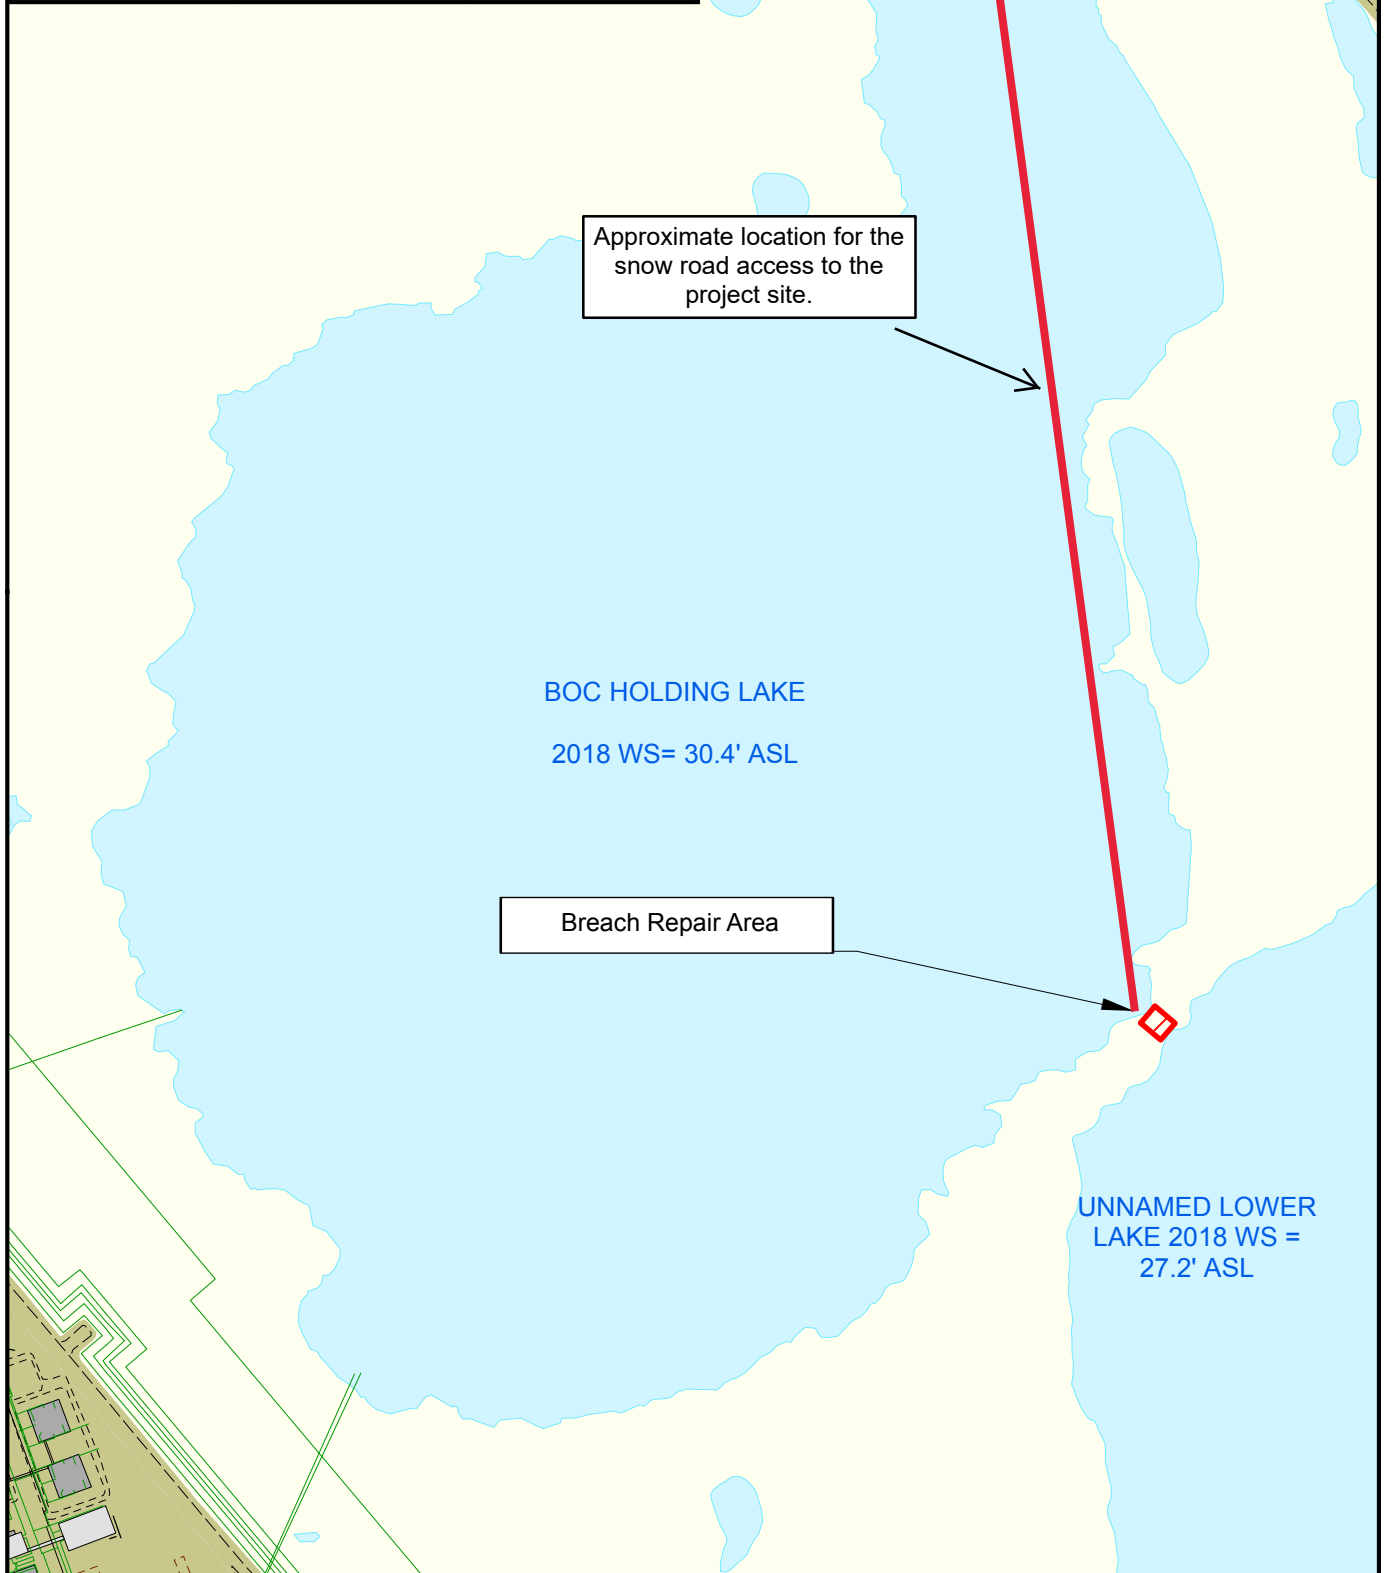 Approximate location for the
snow road access to the
project site.
BOC HOLDING LAKE
2018 WS= 30.4' ASL
Breach Repair Area
UNNAMED LOWER
LAKE 2018 WS =
27.2' ASL